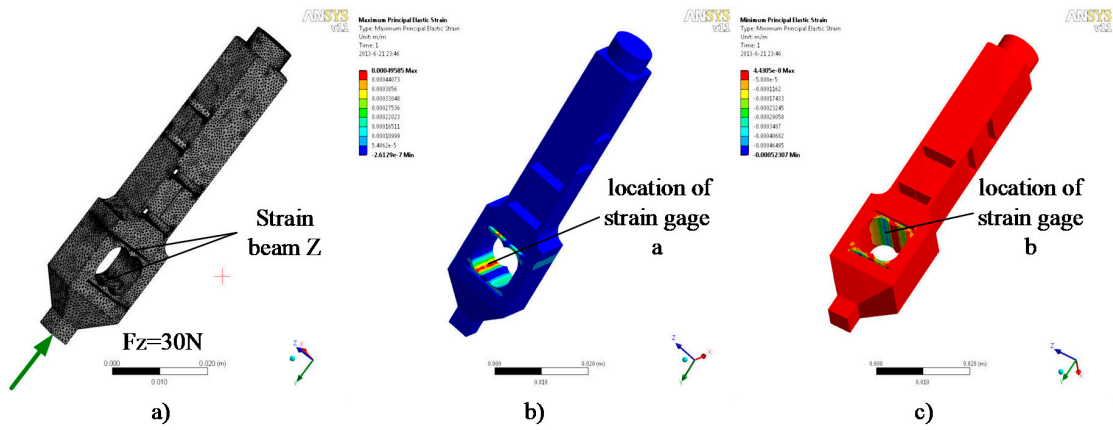 ANSYS
v11
Strain
beam Z
Fz=30N
0.000
0.020 (m)
0.010
Z
X
Y
a)
ANSYS
v11
Maximum Principal Elastic Strain
Type: Maximum Principal Elastic Strain
Unit: m/m
Time: 1
2013-6-21 23:46
0.00049585 Max
0.00044073
0.0003856
0.00033048
0.00027536
0.00022023
0.00016511
0.00010999
5.4862e-5
-2.6129e-7 Min
location of
strain gage
a
0.000
0.020 (m)
0.010
Z
X
Y
b)
ANSYS
v11
Minimum Principal Elastic Strain
Type: Minimum Principal Elastic Strain
Unit: m/m
Time: 1
2013-6-21 23:46
4.4305e-8 Max
-0.0001162
-0.00017433
-0.00023245
-0.00029058
-0.0003487
-0.00040682
-0.00046495
-0.00052307 Min
location of
strain gage
b
0.000
0.020 (m)
0.010
Z
X
Y
c)